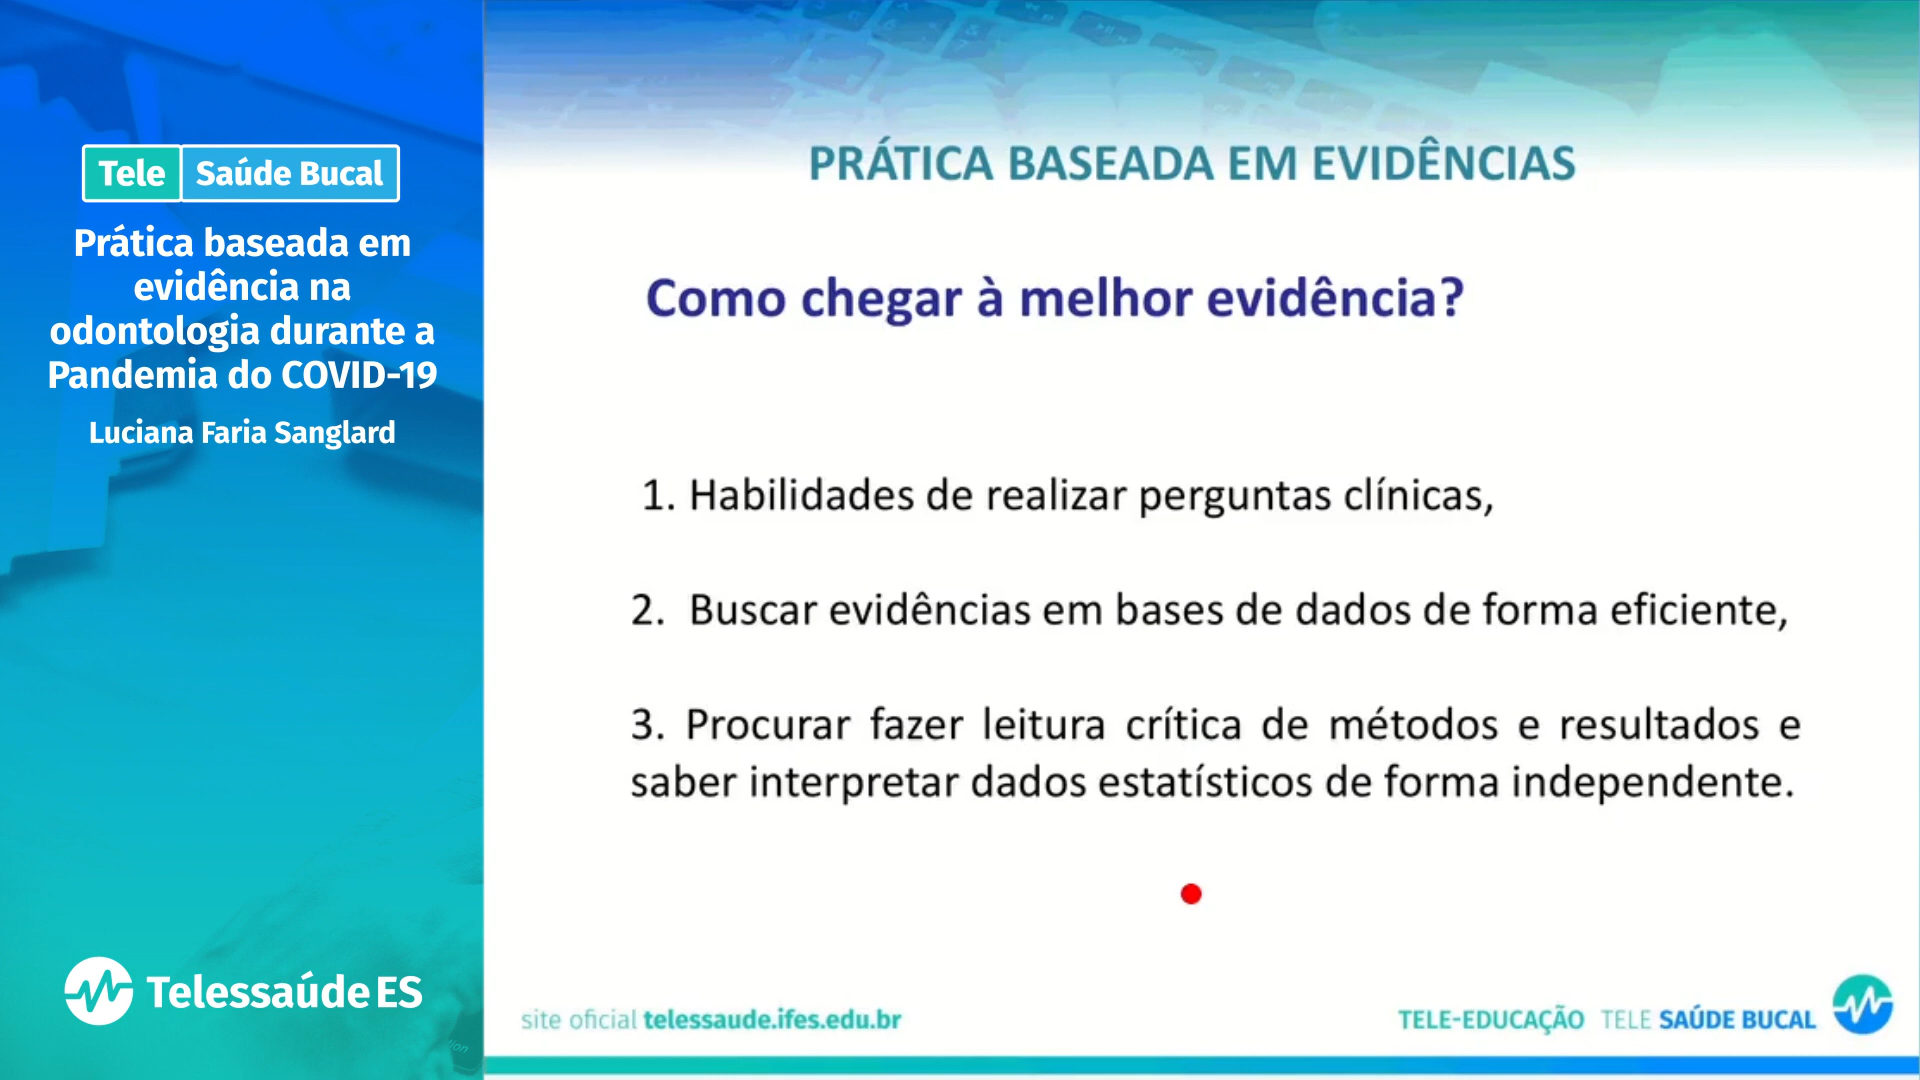 Tele Saúde Bucal
Prática baseada em
evidência na
odontologia durante a
Pandemia do COVID-19
Luciana Faria Sanglard
TelessaúdeES
PRÁTICA BASEADA EM EVIDÊNCIAS
Como chegar à melhor evidência?
1. Habilidades de realizar perguntas clínicas,
2. Buscar evidências em bases de dados de forma eficiente,
3. Procurar fazer leitura crítica de métodos e resultados e
saber interpretar dados estatísticos de forma independente.
site oficial telessaude.ifes.edu.br
TELE-EDUCAÇÃO TELE SAÚDE BUCAL